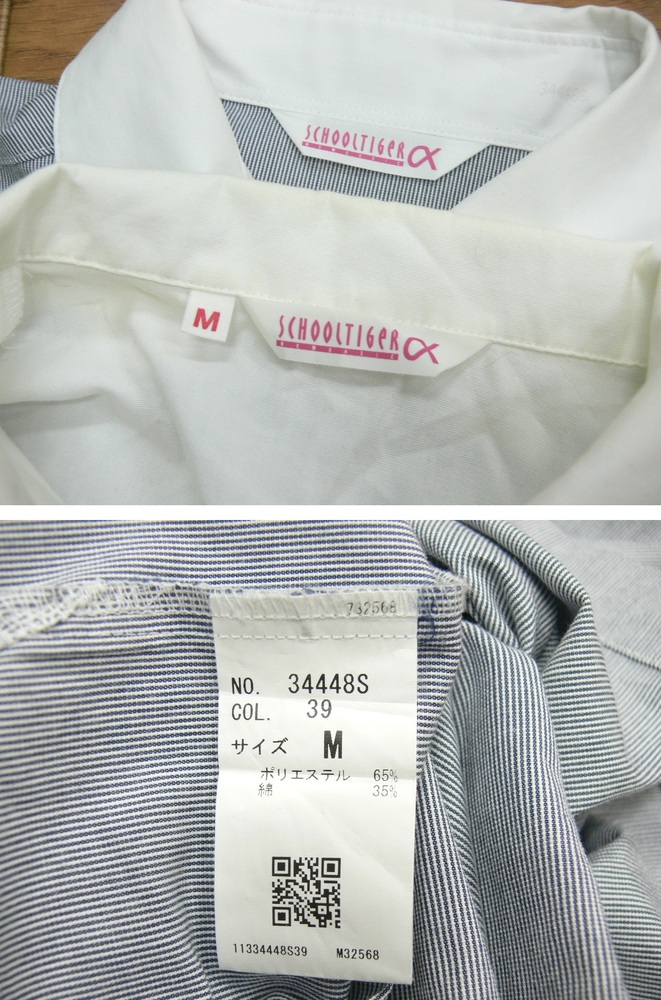 34448S
SCHOOLTIGER α
M
SCHOOLTIGER α
732568
NO. 34448S
COL. 39
サイズ M
ポリエステル 65%
綿 35%
11334448S39 M32568